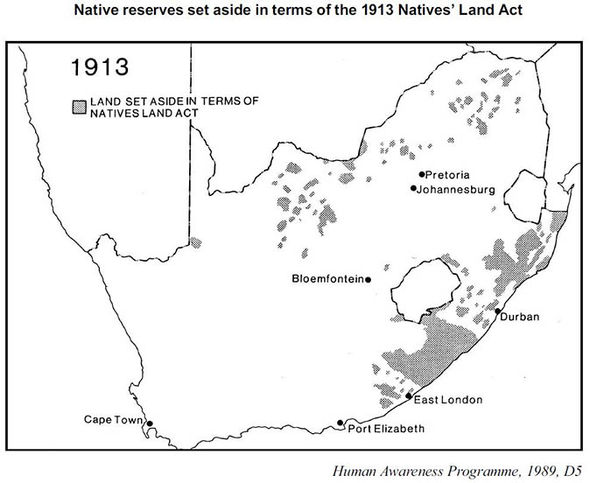 Native reserves set aside in terms of the 1913 Natives' Land Act
1913
LAND SET ASIDE IN TERMS OF
NATIVES LAND ACT
Pretoria
Johannesburg
Bloemfontein
Durban
East London
Cape Town
Port Elizabeth
Human Awareness Programme, 1989, D5